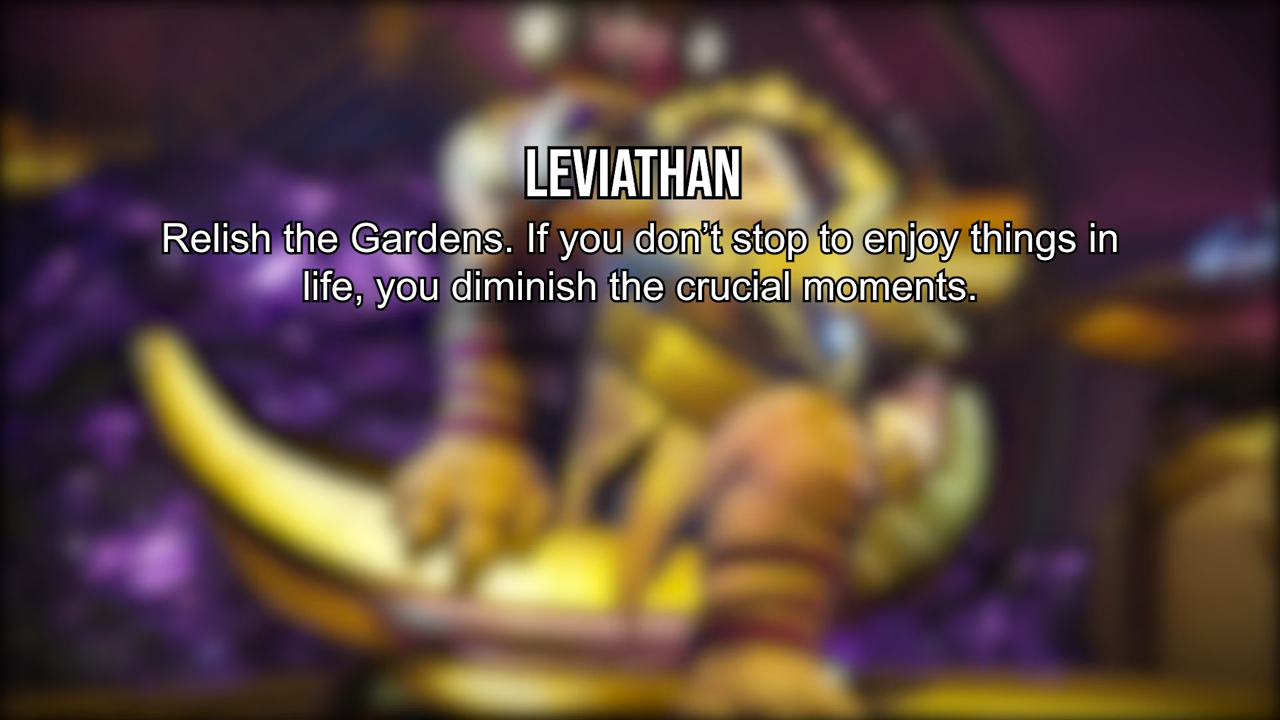 LEVIATHAN
Relish the Gardens. If you don’t stop to enjoy things in
life, you diminish the crucial moments.